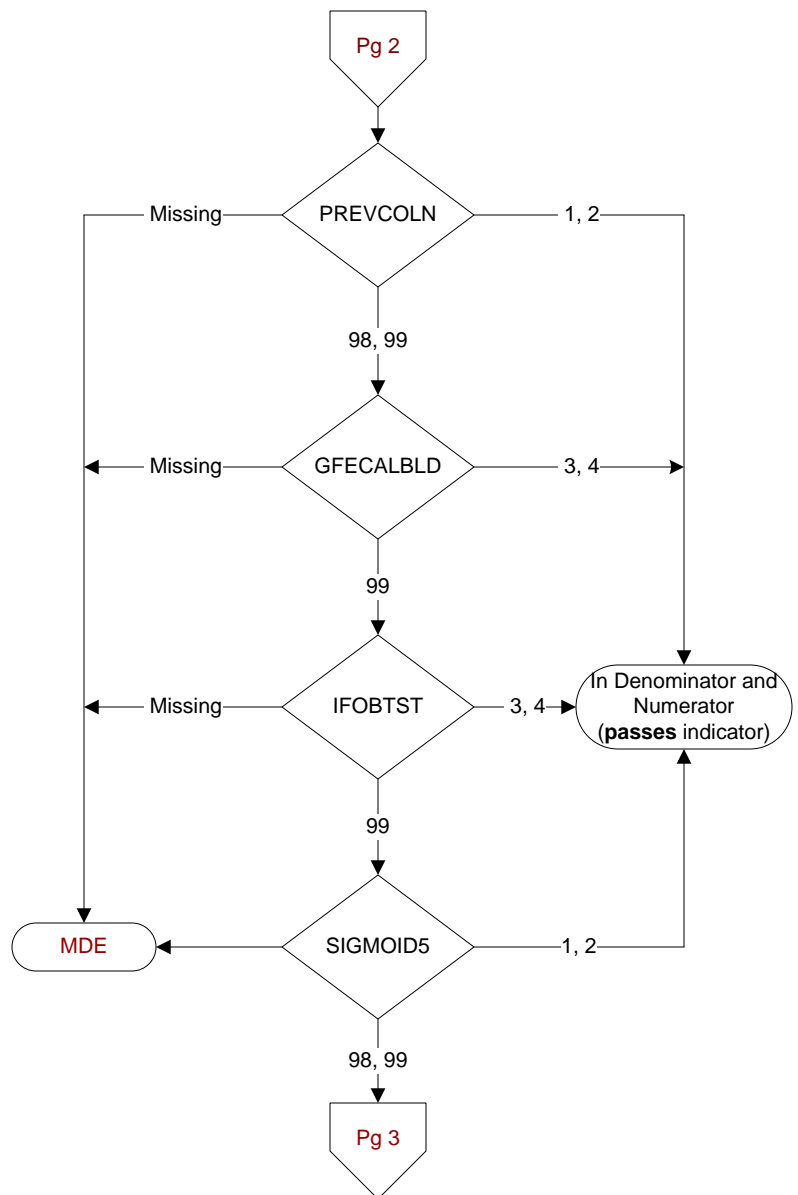 Pg 2
Missing
PREVCOLN
1, 2
98, 99
Missing
GFECALBLD
3, 4
99
Missing
IFOBTST
3, 4
In Denominator and
Numerator
(passes indicator)
99
MDE
SIGMOID5
1, 2
98, 99
Pg 3